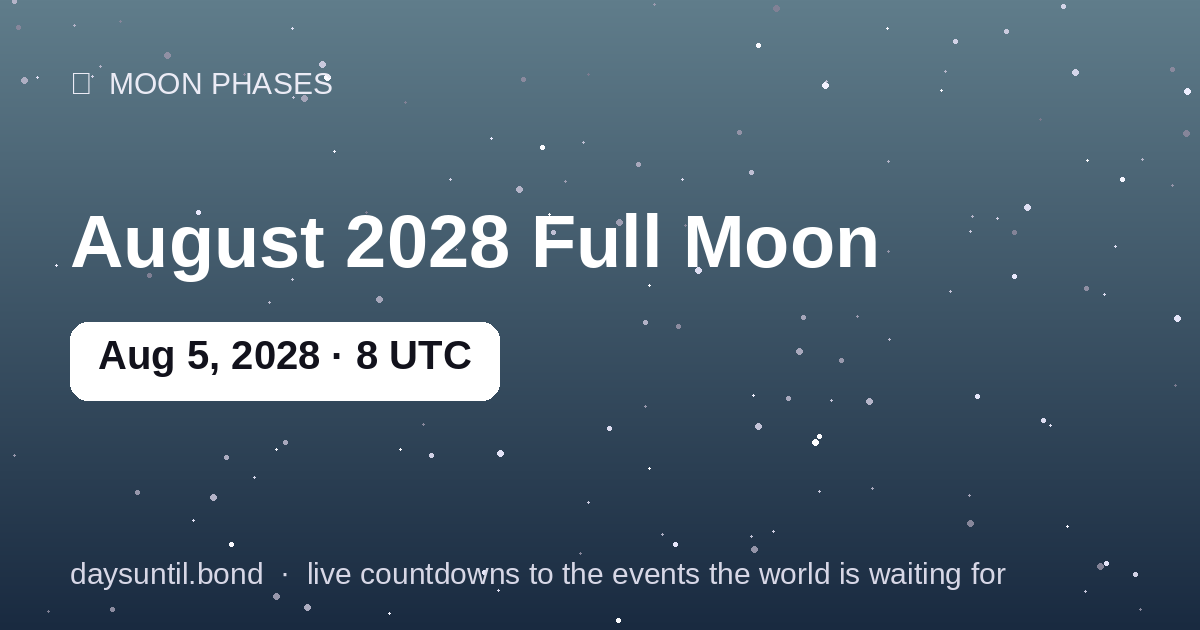 MOON PHASES
August 2028 Full Moon
Aug 5, 2028 · 8 UTC
daysuntil.bond · live countdowns to the events the world is waiting for